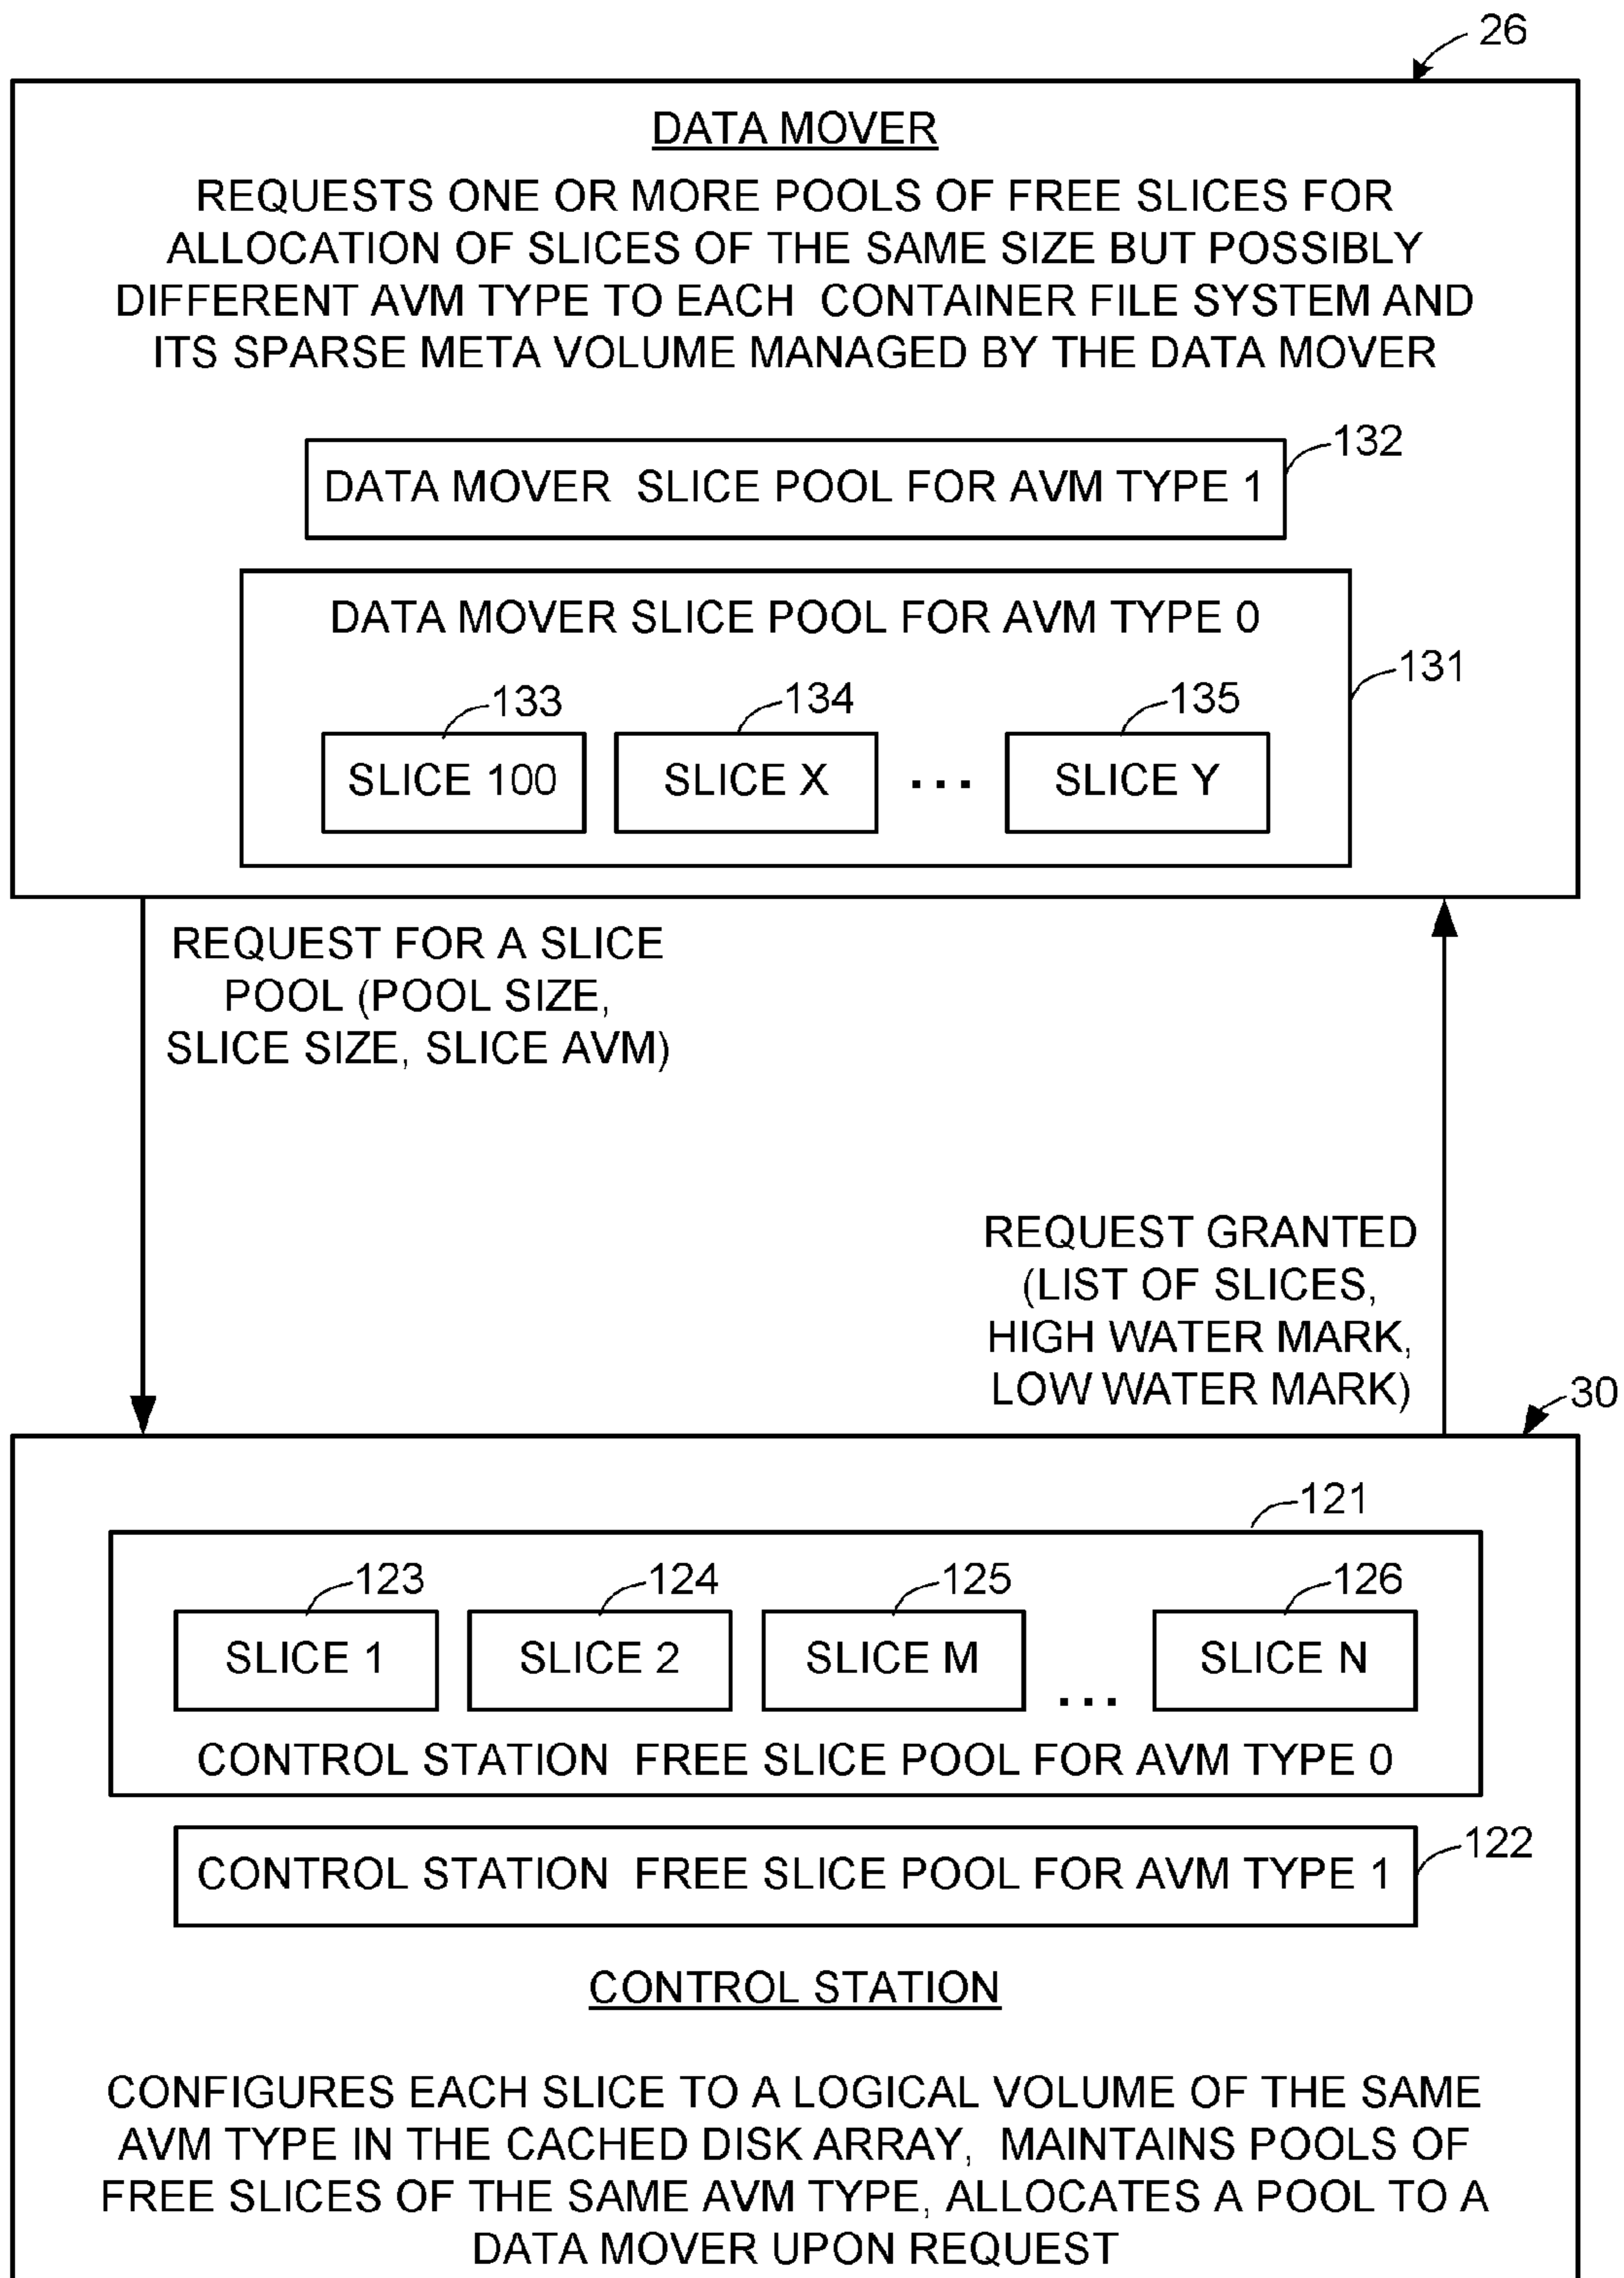 26
DATA MOVER
REQUESTS ONE OR MORE POOLS OF FREE SLICES FOR
ALLOCATION OF SLICES OF THE SAME SIZE BUT POSSIBLY
DIFFERENT AVM TYPE TO EACH CONTAINER FILE SYSTEM AND
ITS SPARSE META VOLUME MANAGED BY THE DATA MOVER
132
DATA MOVER SLICE POOL FOR AVM TYPE 1
DATA MOVER SLICE POOL FOR AVM TYPE 0
131
133 134 135
SLICE 100 SLICE X ... SLICE Y
REQUEST FOR A SLICE
POOL (POOL SIZE,
SLICE SIZE, SLICE AVM)
REQUEST GRANTED
(LIST OF SLICES,
HIGH WATER MARK,
LOW WATER MARK)
30
121
123 124 125 126
SLICE 1 SLICE 2 SLICE M ... SLICE N
CONTROL STATION FREE SLICE POOL FOR AVM TYPE 0
122
CONTROL STATION FREE SLICE POOL FOR AVM TYPE 1
CONTROL STATION
CONFIGURES EACH SLICE TO A LOGICAL VOLUME OF THE SAME
AVM TYPE IN THE CACHED DISK ARRAY, MAINTAINS POOLS OF
FREE SLICES OF THE SAME AVM TYPE, ALLOCATES A POOL TO A
DATA MOVER UPON REQUEST